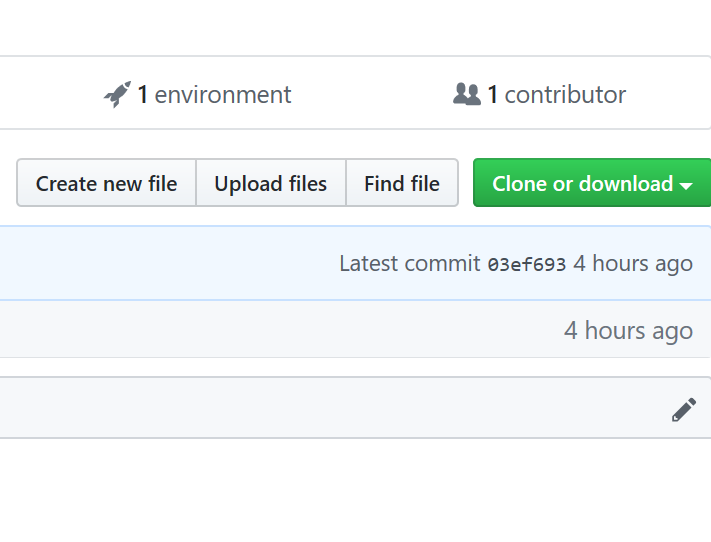 1 environment 1 contributor
Create new file Upload files Find file Clone or download
Latest commit 03ef693 4 hours ago
4 hours ago